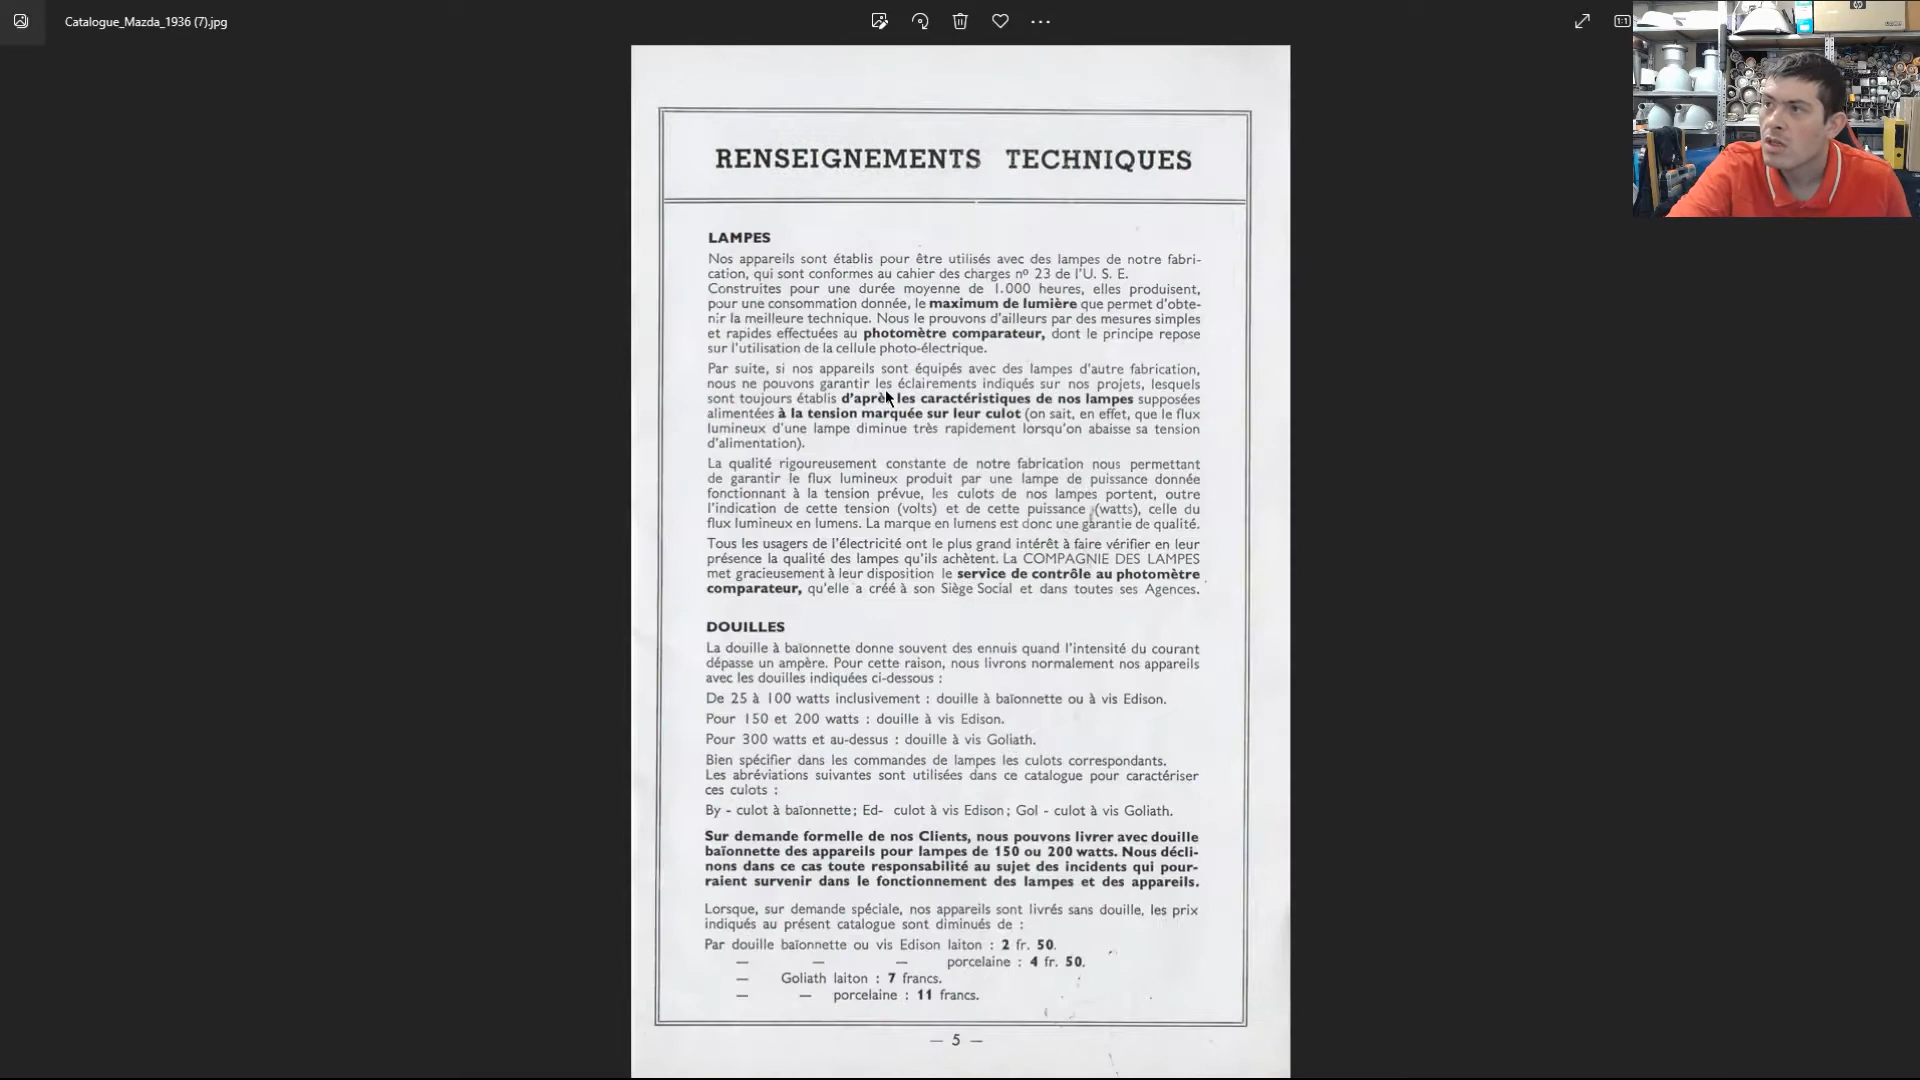 Catalogue_Mazda_1936 (7).jpg
RENSEIGNEMENTS TECHNIQUES
LAMPES
Nos appareils sont établis pour être utilisés avec des lampes de notre fabri-
cation, qui sont conformes au cahier des charges nº 23 de l'U. S. E.
Construites pour une durée moyenne de 1.000 heures, elles produisent,
pour une consommation donnée, le maximum de lumière que permet d'obte-
nir la meilleure technique. Nous le prouvons d'ailleurs par des mesures simples
et rapides effectuées au photomètre comparateur, dont le principe repose
sur l'utilisation de la cellule photo-électrique.
Par suite, si nos appareils sont équipés avec des lampes d'autre fabrication,
nous ne pouvons garantir les éclairements indiqués sur nos projets, lesquels
sont toujours établis d'après les caractéristiques de nos lampes supposées
alimentées à la tension marquée sur leur culot (on sait, en effet, que le flux
lumineux d'une lampe diminue très rapidement lorsqu'on abaisse sa tension
d'alimentation).
La qualité rigoureusement constante de notre fabrication nous permettant
de garantir le flux lumineux produit par une lampe de puissance donnée
fonctionnant à la tension prévue, les culots de nos lampes portent, outre
l'indication de cette tension (volts) et de cette puissance (watts), celle du
flux lumineux en lumens. La marque en lumens est donc une garantie de qualité.
Tous les usagers de l'électricité ont le plus grand intérêt à faire vérifier en leur
présence la qualité des lampes qu'ils achètent. La COMPAGNIE DES LAMPES
met gracieusement à leur disposition le service de contrôle au photomètre
comparateur, qu'elle a créé à son Siège Social et dans toutes ses Agences.
DOUILLES
La douille à baïonnette donne souvent des ennuis quand l'intensité du courant
dépasse un ampère. Pour cette raison, nous livrons normalement nos appareils
avec les douilles indiquées ci-dessous :
De 25 à 100 watts inclusivement : douille à baïonnette ou à vis Edison.
Pour 150 et 200 watts : douille à vis Edison.
Pour 300 watts et au-dessus : douille à vis Goliath.
Bien spécifier dans les commandes de lampes les culots correspondants.
Les abréviations suivantes sont utilisées dans ce catalogue pour caractériser
ces culots :
By - culot à baïonnette; Ed- culot à vis Edison; Gol - culot à vis Goliath.
Sur demande formelle de nos Clients, nous pouvons livrer avec douille
baïonnette des appareils pour lampes de 150 ou 200 watts. Nous décli-
nons dans ce cas toute responsabilité au sujet des incidents qui pour-
raient survenir dans le fonctionnement des lampes et des appareils.
Lorsque, sur demande spéciale, nos appareils sont livrés sans douille, les prix
indiqués au présent catalogue sont diminués de :
Par douille baïonnette ou vis Edison laiton : 2 fr. 50.
— — — porcelaine : 4 fr. 50.
— Goliath laiton : 7 francs.
— — porcelaine : 11 francs.
— 5 —